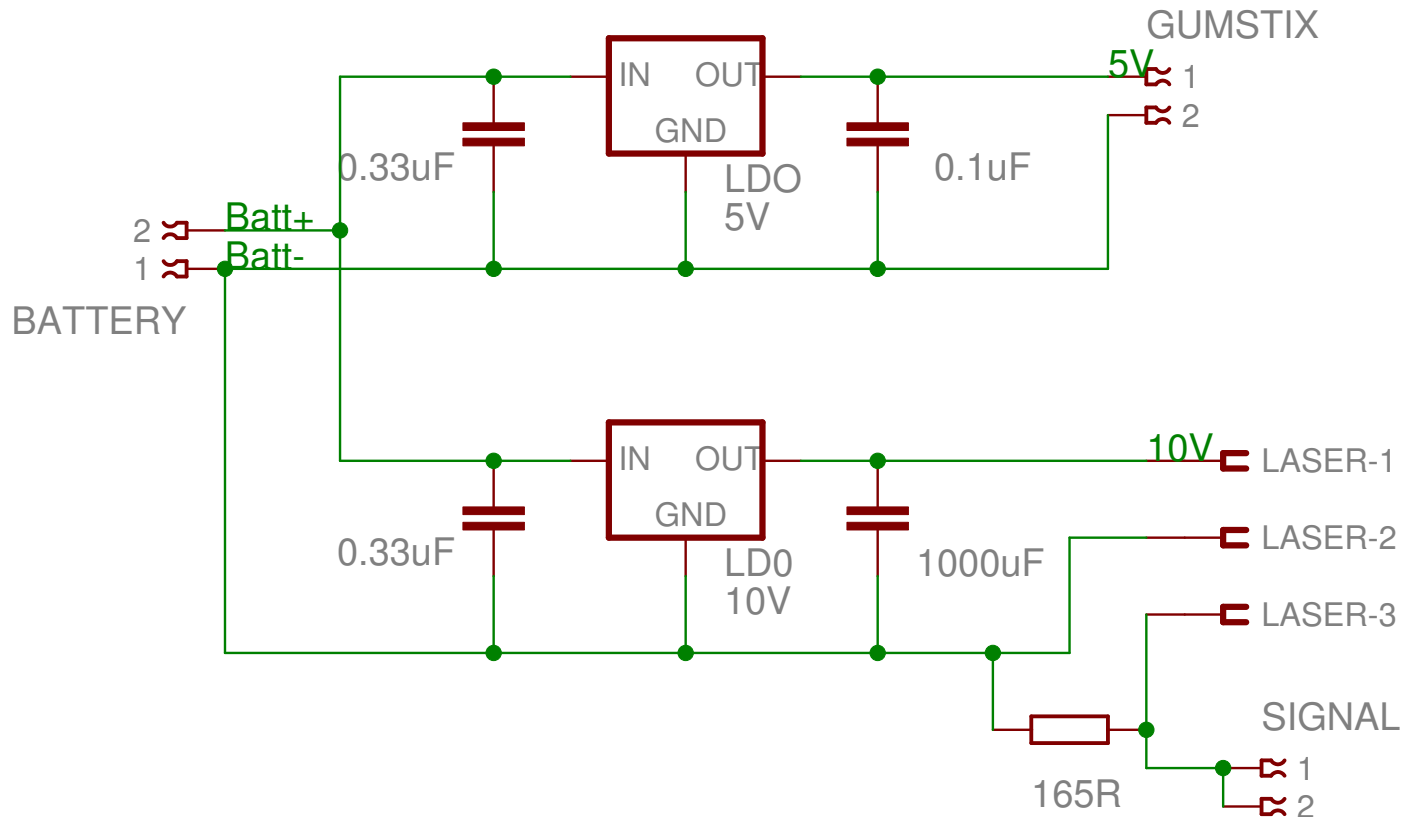 GUMSTIX
5V
1
2
IN OUT
GND
0.33uF
LDO
5V
0.1uF
2
Batt+
1
Batt-
BATTERY
IN OUT
GND
0.33uF
LD0
10V
1000uF
10V
LASER-1
LASER-2
LASER-3
SIGNAL
1
2
165R